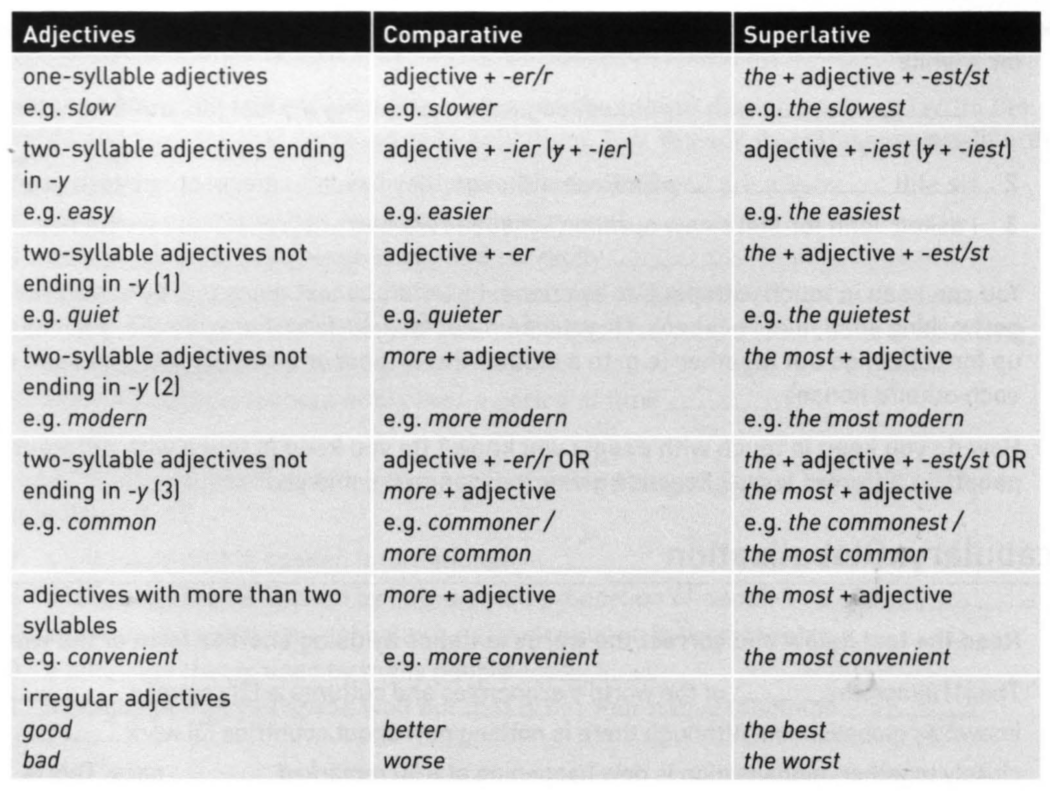 Adjectives Comparative Superlative
one-syllable adjectives adjective + -er/r the + adjective + -est/st
e.g. slow e.g. slower e.g. the slowest
two-syllable adjectives ending adjective + -ier (y + -ier) adjective + -iest (y + -iest)
in -y
e.g. easy e.g easier e.g. the easiest
two-syllable adjectives not adjective + -er the + adjective + -est/st
ending in -y (1)
e.g. quiet e.g. quieter e.g. the quietest
two-syllable adjectives not more + adjective the most + adjective
ending in -y (2)
e.g. modern e.g. more modern e.g. the most modern
two-syllable adjectives not adjective + -er/r OR the + adjective + -est/st OR
ending in -y (3) more + adjective the most + adjective
e.g. common e.g. commoner / e.g. the commonest /
more common the most common
adjectives with more than two more + adjective the most + adjective
syllables
e.g. convenient e.g. more convenient the most convenient
irregular adjectives
good better the best
bad worse the worst